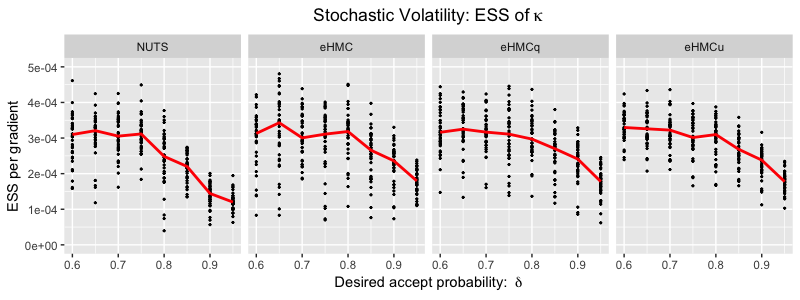 Stochastic Volatility: ESS of κ
NUTS eHMC eHMCq eHMCu
ESS per gradient
5e-04
4e-04
3e-04
2e-04
1e-04
0e+00
0.6 0.7 0.8 0.9 0.6 0.7 0.8 0.9 0.6 0.7 0.8 0.9 0.6 0.7 0.8 0.9
Desired accept probability: δ